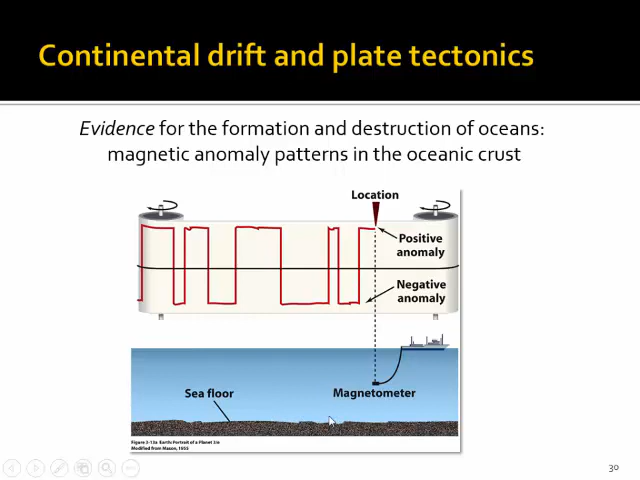 Continental drift and plate tectonics
Evidence for the formation and destruction of oceans:
magnetic anomaly patterns in the oceanic crust
Location
Positive
anomaly
Negative
anomaly
Sea floor
Magnetometer
Figure 2-13a Earth: Portrait of a Planet 3/e
Modified from Mason, 1955
30